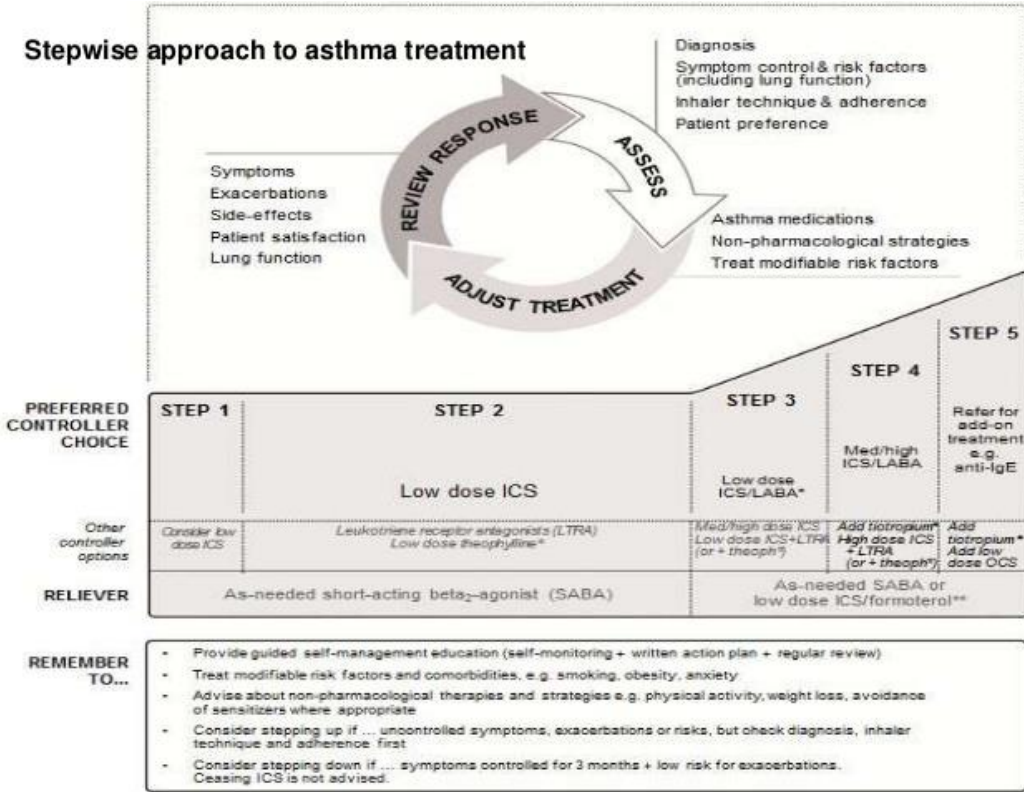 Stepwise approach to asthma treatment
Diagnosis
Symptom control & risk factors
(including lung function)
Inhaler technique & adherence
Patient preference
REVIEW RESPONSE
ASSESS
ADJUST TREATMENT
Symptoms
Exacerbations
Side-effects
Patient satisfaction
Lung function
Asthma medications
Non-pharmacological strategies
Treat modifiable risk factors
PREFERRED
CONTROLLER
CHOICE
STEP 1
STEP 2
Low dose ICS
STEP 3
Low dose
ICS/LABA*
STEP 4
Med/high
ICS/LABA
STEP 5
Refer for
add-on
treatment
e.g.
anti-IgE
Other
controller
options
Consider low
dose ICS
Leukotriene receptor antagonists (LTRA)
Low dose theophylline*
Med/high dose ICS
Low dose ICS+LTRA
(or + theoph*)
Add tiotropium*
High dose ICS
+ LTRA
(or + theoph*)
Add
tiotropium*
Add low
dose OCS
RELIEVER
As-needed short-acting beta₂-agonist (SABA)
As-needed SABA or
low dose ICS/formoterol**
REMEMBER
TO...
- Provide guided self-management education (self-monitoring + written action plan + regular review)
- Treat modifiable risk factors and comorbidities, e.g. smoking, obesity, anxiety
- Advise about non-pharmacological therapies and strategies e.g. physical activity, weight loss, avoidance
of sensitizers where appropriate
- Consider stepping up if ... uncontrolled symptoms, exacerbations or risks, but check diagnosis, inhaler
technique and adherence first
- Consider stepping down if ... symptoms controlled for 3 months + low risk for exacerbations.
Ceasing ICS is not advised.